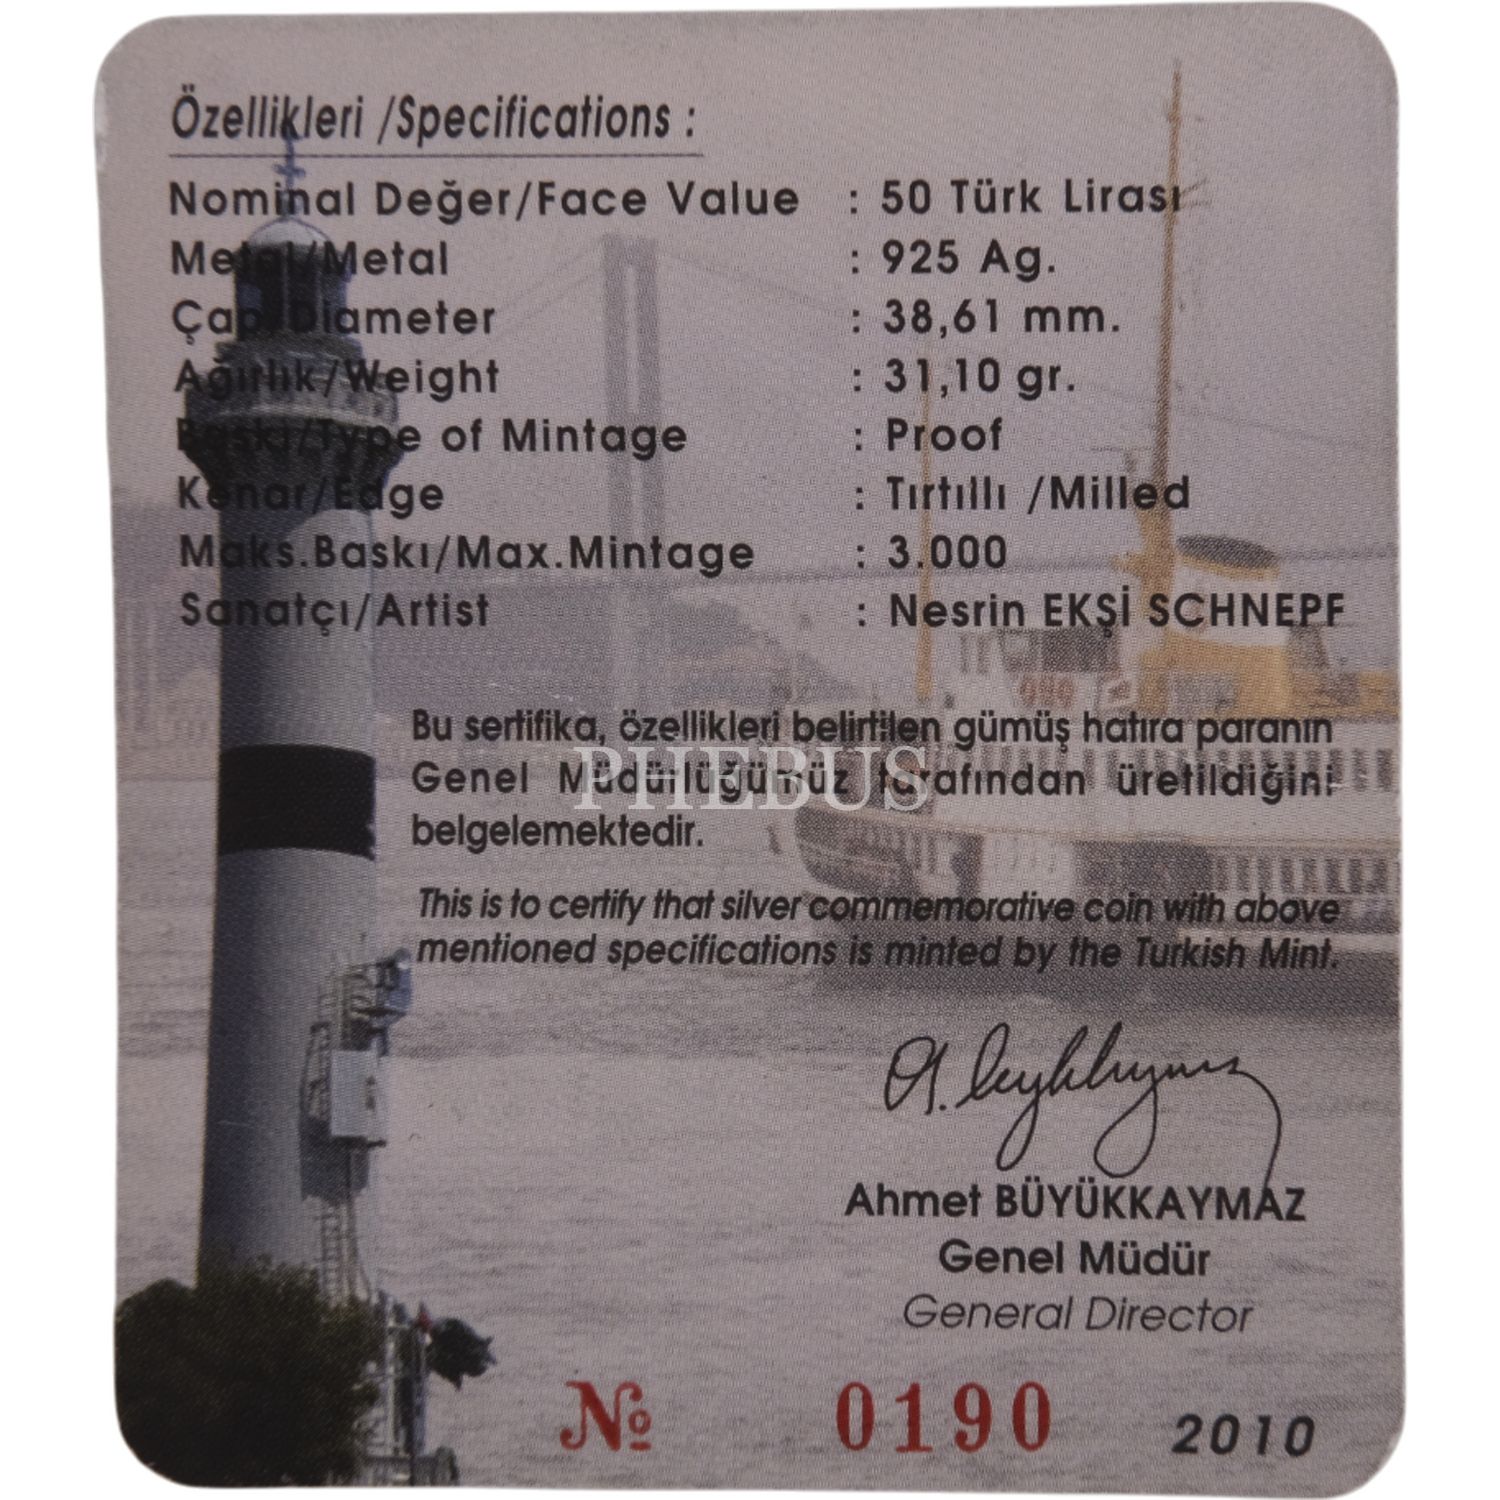 Özellikleri /Specifications :
Nominal Değer/Face Value : 50 Türk Lirası
Metal/Metal : 925 Ag.
Çap/Diameter : 38,61 mm.
Ağırlık/Weight : 31,10 gr.
Baskı/Type of Mintage : Proof
Kenar/Edge : Tırtıllı /Milled
Maks.Baskı/Max.Mintage : 3.000
Sanatçı/Artist : Nesrin EKŞİ SCHNEPF
Bu sertifika, özellikleri belirtilen gümüş hatıra paranın
Genel Müdürlüğümüz tarafından üretildiğini
belgelemektedir.
PHEBUS
This is to certify that silver commemorative coin with above
mentioned specifications is minted by the Turkish Mint.
Ahmet BÜYÜKKAYMAZ
Genel Müdür
General Director
№ 0190 2010